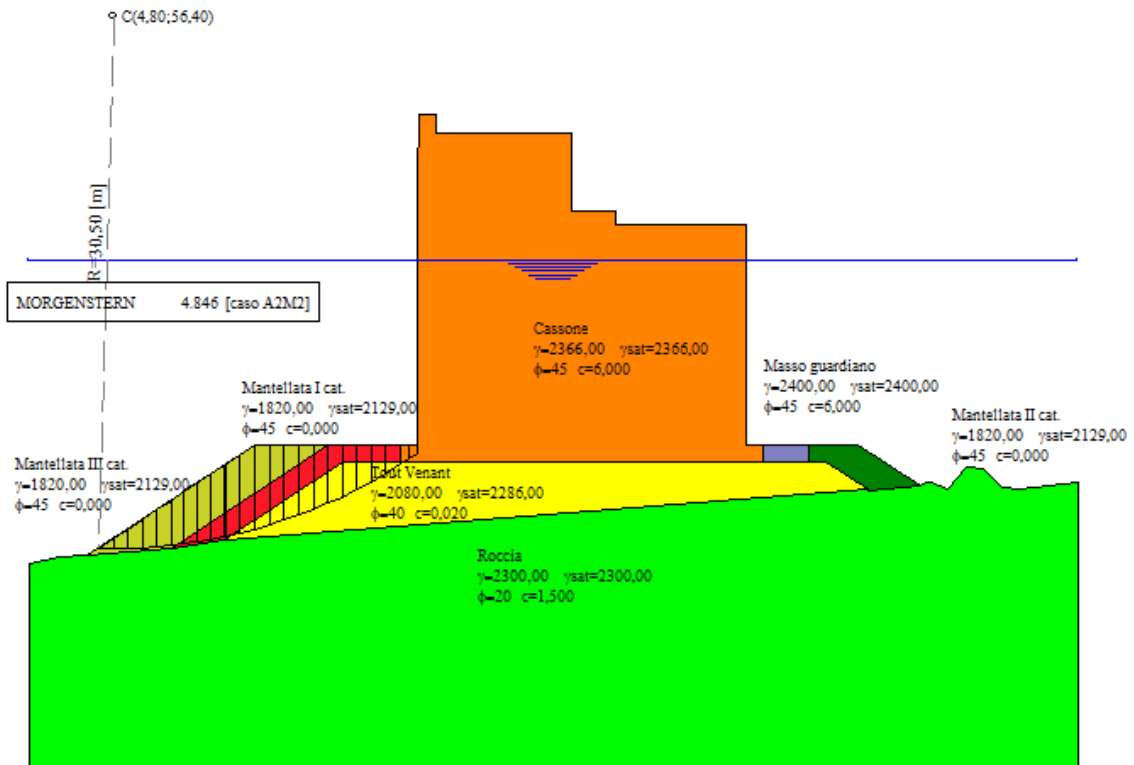 C(4,80;56,40)
R=30,50 [m]
MORGENSTERN 4.846 [caso A2M2]
Cassone
γ=2366,00 γsat=2366,00
ϕ=45 c=6,000
Masso guardiano
γ=2400,00 γsat=2400,00
ϕ=45 c=6,000
Mantellata I cat.
γ=1820,00 γsat=2129,00
ϕ=45 c=0,000
Mantellata II cat.
γ=1820,00 γsat=2129,00
ϕ=45 c=0,000
Mantellata III cat.
γ=1820,00 γsat=2129,00
ϕ=45 c=0,000
Tout Venant
γ=2080,00 γsat=2286,00
ϕ=40 c=0,020
Roccia
γ=2300,00 γsat=2300,00
ϕ=20 c=1,500